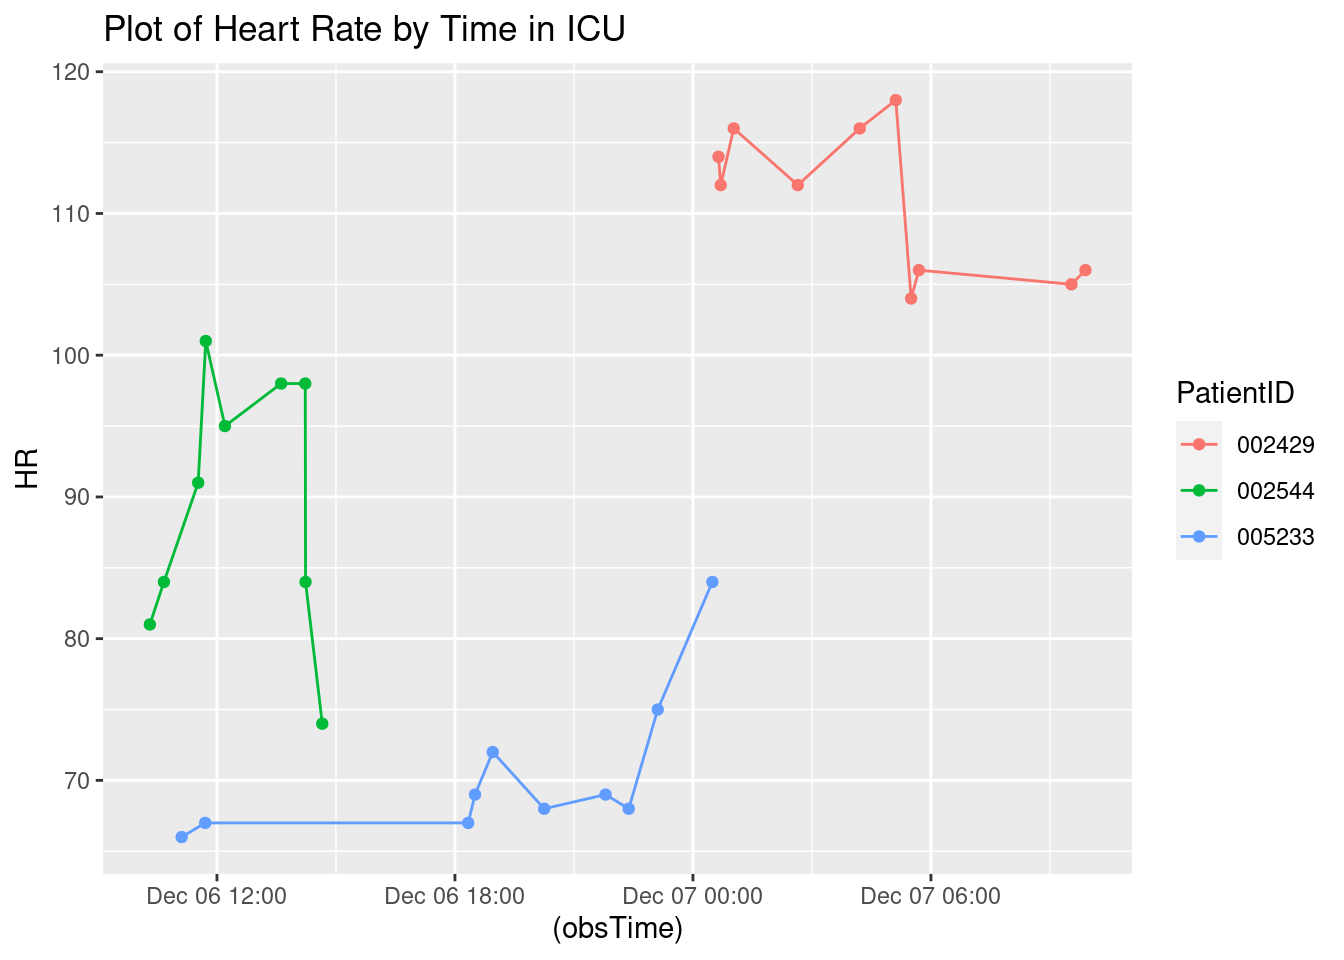 Plot of Heart Rate by Time in ICU
120
110
100
90
80
70
HR
Dec 06 12:00
Dec 06 18:00
Dec 07 00:00
Dec 07 06:00
(obsTime)
PatientID
002429
002544
005233